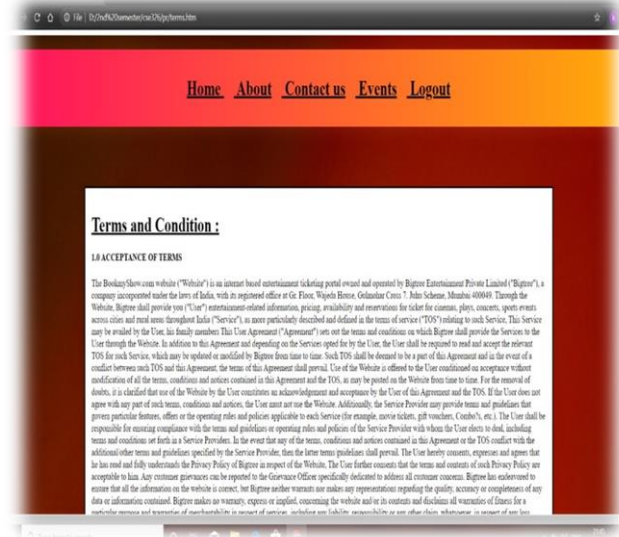 File | D:/2nd%20semester/cse326/pr/terms.htm
Home About Contact us Events Logout
Terms and Condition :
1.0 ACCEPTANCE OF TERMS
The BookmyShow.com website ("Website") is an internet based entertainment ticketing portal owned and operated by Bigtree Entertainment Private Limited ("Bigtree"), a
company incorporated under the laws of India, with its registered office at Gr. Floor, Wajeda House, Gulmohar Cross 7, Juhu Scheme, Mumbai 400049. Through the
Website, Bigtree shall provide you ("User") entertainment-related information, pricing, availability and reservations for ticket for cinemas, plays, concerts, sports events
across cities and rural areas throughout India ("Service"), as more particularly described and defined in the terms of service ("TOS") relating to such Service. This Service
may be availed by the User, his family members This User Agreement ("Agreement") sets out the terms and conditions on which Bigtree shall provide the Services to the
User through the Website. In addition to this Agreement and depending on the Services opted for by the User, the User shall be required to read and accept the relevant
TOS for such Service, which may be updated or modified by Bigtree from time to time. Such TOS shall be deemed to be a part of this Agreement and in the event of a
conflict between such TOS and this Agreement, the terms of this Agreement shall prevail. Use of the Website is offered to the User conditioned on acceptance without
modification of all the terms, conditions and notices contained in this Agreement and the TOS, as may be posted on the Website from time to time. For the removal of
doubts, it is clarified that use of the Website by the User constitutes an acknowledgement and acceptance by the User of this Agreement and the TOS. If the User does not
agree with any part of such terms, conditions and notices, the User must not use the Website. Additionally, the Service Provider may provide terms and guidelines that
govern particular features, offers or the operating rules and policies applicable to each Service (for example, movie tickets, gift vouchers, Combo?s, etc.). The User shall be
responsible for ensuring compliance with the terms and guidelines or operating rules and policies of the Service Provider with whom the User elects to deal, including
terms and conditions set forth in a Service Providers. In the event that any of the terms, conditions and notices contained in this Agreement or the TOS conflict with the
additional other terms and guidelines specified by the Service Provider, then the latter terms/guidelines shall prevail. The User hereby consents, expresses and agrees that
he has read and fully understands the Privacy Policy of Bigtree in respect of the Website, The User further consents that the terms and contents of such Privacy Policy are
acceptable to him. Any customer grievances can be reported to the Grievance Officer specifically dedicated to address all customer concerns. Bigtree has endeavored to
ensure that all the information on the website is correct, but Bigtree neither warrants nor makes any representations regarding the quality, accuracy or completeness of any
data or information contained. Bigtree makes no warranty, express or implied, concerning the website and/or its contents and disclaims all warranties of fitness for a
particular purpose and warranties of merchantability in respect of services, including any liability, responsibility or any other claim, whatsoever, in respect of any loss,